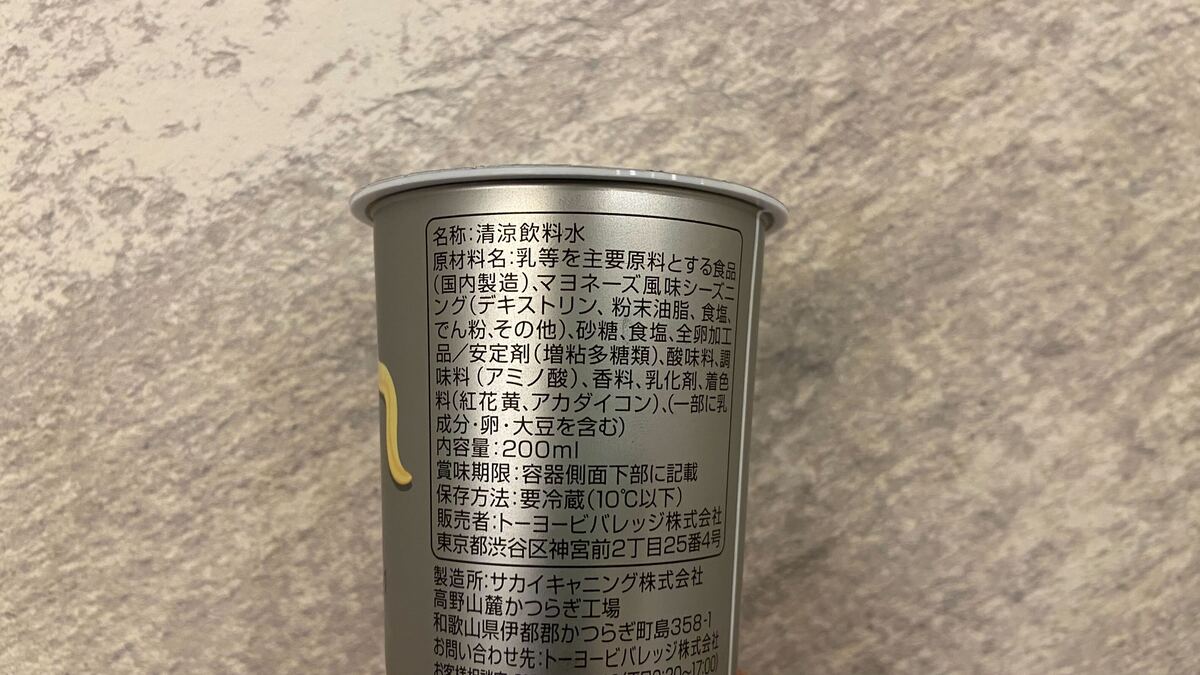 名称:清涼飲料水
原材料名:乳等を主要原料とする食品
(国内製造)、マヨネーズ風味シーズニ
ング(デキストリン、粉末油脂、食塩、
でん粉、その他)、砂糖、食塩、全卵加工
品/安定剤(増粘多糖類)、酸味料、調
味料(アミノ酸)、香料、乳化剤、着色
料(紅花黄、アカダイコン)、(一部に乳
成分・卵・大豆を含む)
内容量:200ml
賞味期限:容器側面下部に記載
保存方法:要冷蔵(10℃以下)
販売者:トーヨービバレッジ株式会社
東京都渋谷区神宮前2丁目25番4号
製造所:サカイキャニング株式会社
高野山麓かつらぎ工場
和歌山県伊都郡かつらぎ町島358-1
お問い合わせ先:トーヨービバレッジ株式会社